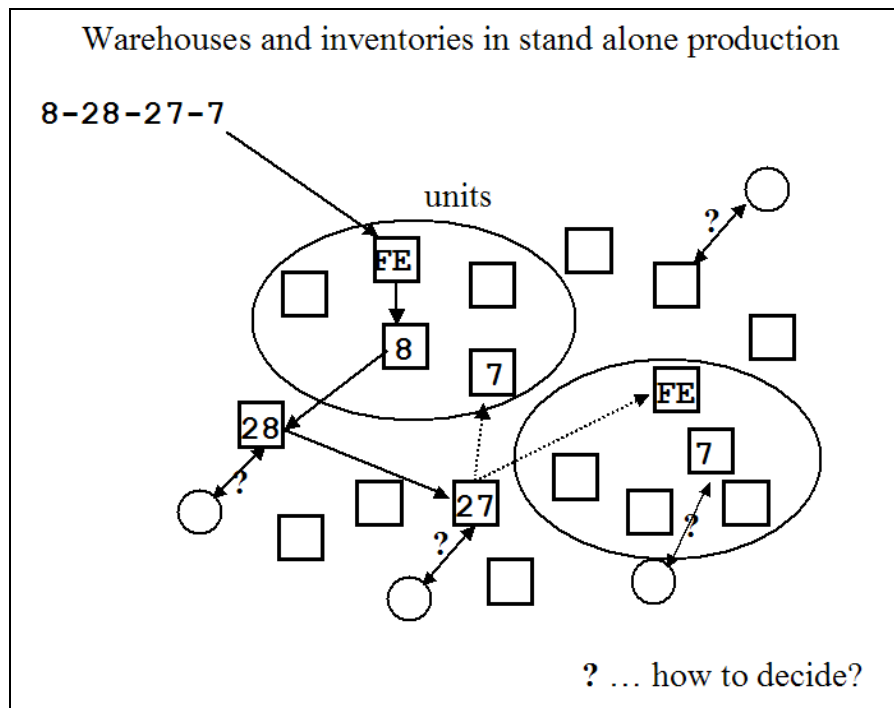 Warehouses and inventories in stand alone production
8-28-27-7
units
?
FE
8
7
FE
28
7
?
27
?
?
? … how to decide?